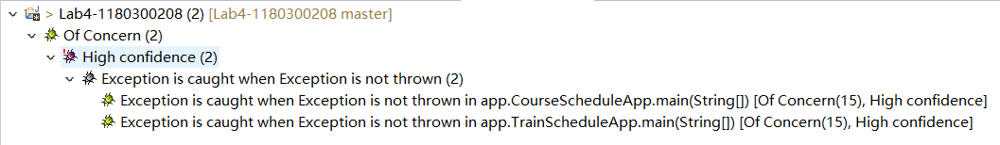 > Lab4-1180300208 (2) [Lab4-1180300208 master]
Of Concern (2)
High confidence (2)
Exception is caught when Exception is not thrown (2)
Exception is caught when Exception is not thrown in app.CourseScheduleApp.main(String[]) [Of Concern(15), High confidence]
Exception is caught when Exception is not thrown in app.TrainScheduleApp.main(String[]) [Of Concern(15), High confidence]